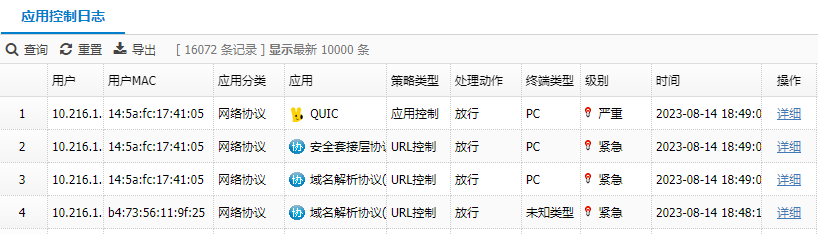 应用控制日志
查询 重置 导出 [ 16072 条记录 ] 显示最新 10000 条
用户 用户MAC 应用分类 应用 策略类型 处理动作 终端类型 级别 时间 操作
1 10.216.1. 14:5a:fc:17:41:05 网络协议 QUIC 应用控制 放行 PC 严重 2023-08-14 18:49:0 详细
2 10.216.1. 14:5a:fc:17:41:05 网络协议 协 安全套接层协议 URL控制 放行 PC 紧急 2023-08-14 18:49:0 详细
3 10.216.1. 14:5a:fc:17:41:05 网络协议 协 域名解析协议( URL控制 放行 PC 紧急 2023-08-14 18:49:0 详细
4 10.216.1. b4:73:56:11:9f:25 网络协议 协 域名解析协议( URL控制 放行 未知类型 紧急 2023-08-14 18:48:1 详细